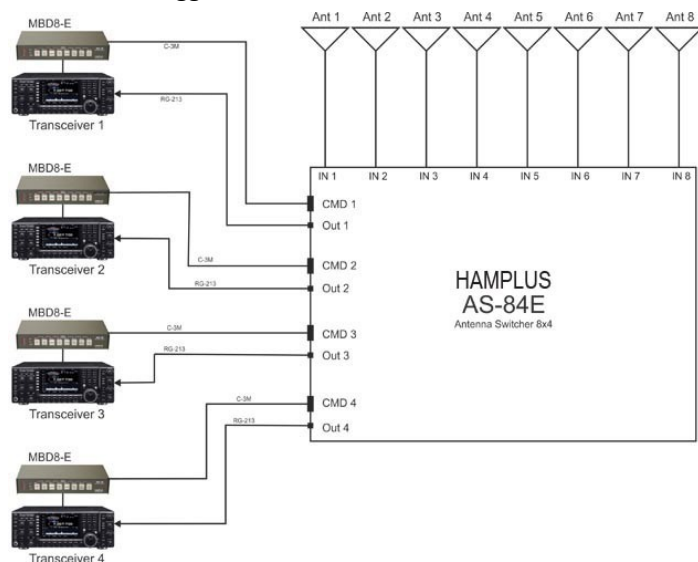 Ant 1 Ant 2 Ant 3 Ant 4 Ant 5 Ant 6 Ant 7 Ant 8
MBD8-E
C-3M
RG-213
Transceiver 1
IN 1 IN 2 IN 3 IN 4 IN 5 IN 6 IN 7 IN 8
MBD8-E
CMD 1
Out 1
Transceiver 2
C-3M
CMD 2
RG-213
Out 2
HAMPLUS
AS-84E
Antenna Switcher 8x4
MBD8-E
C-3M
CMD 3
RG-213
Out 3
Transceiver 3
C-3M
CMD 4
RG-213
Out 4
MBD8-E
Transceiver 4